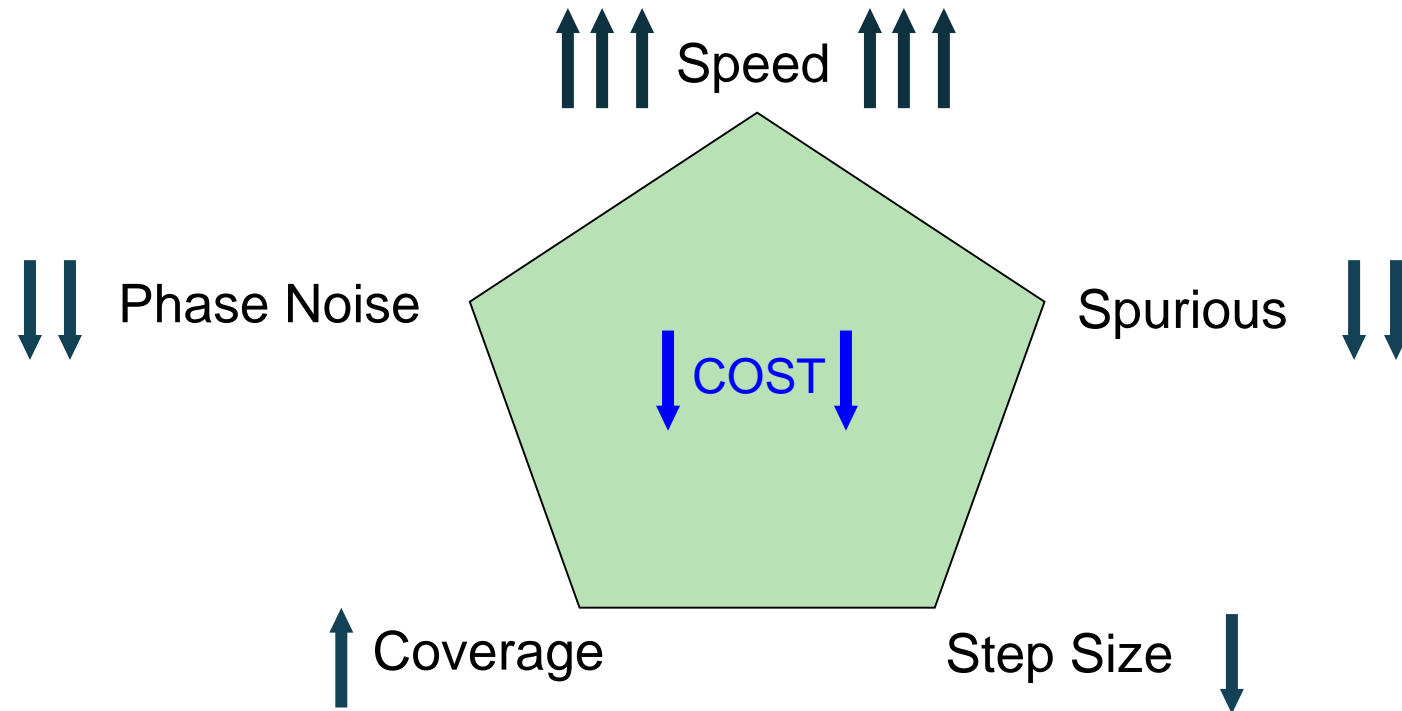 Speed
Phase Noise
Spurious
COST
Coverage
Step Size